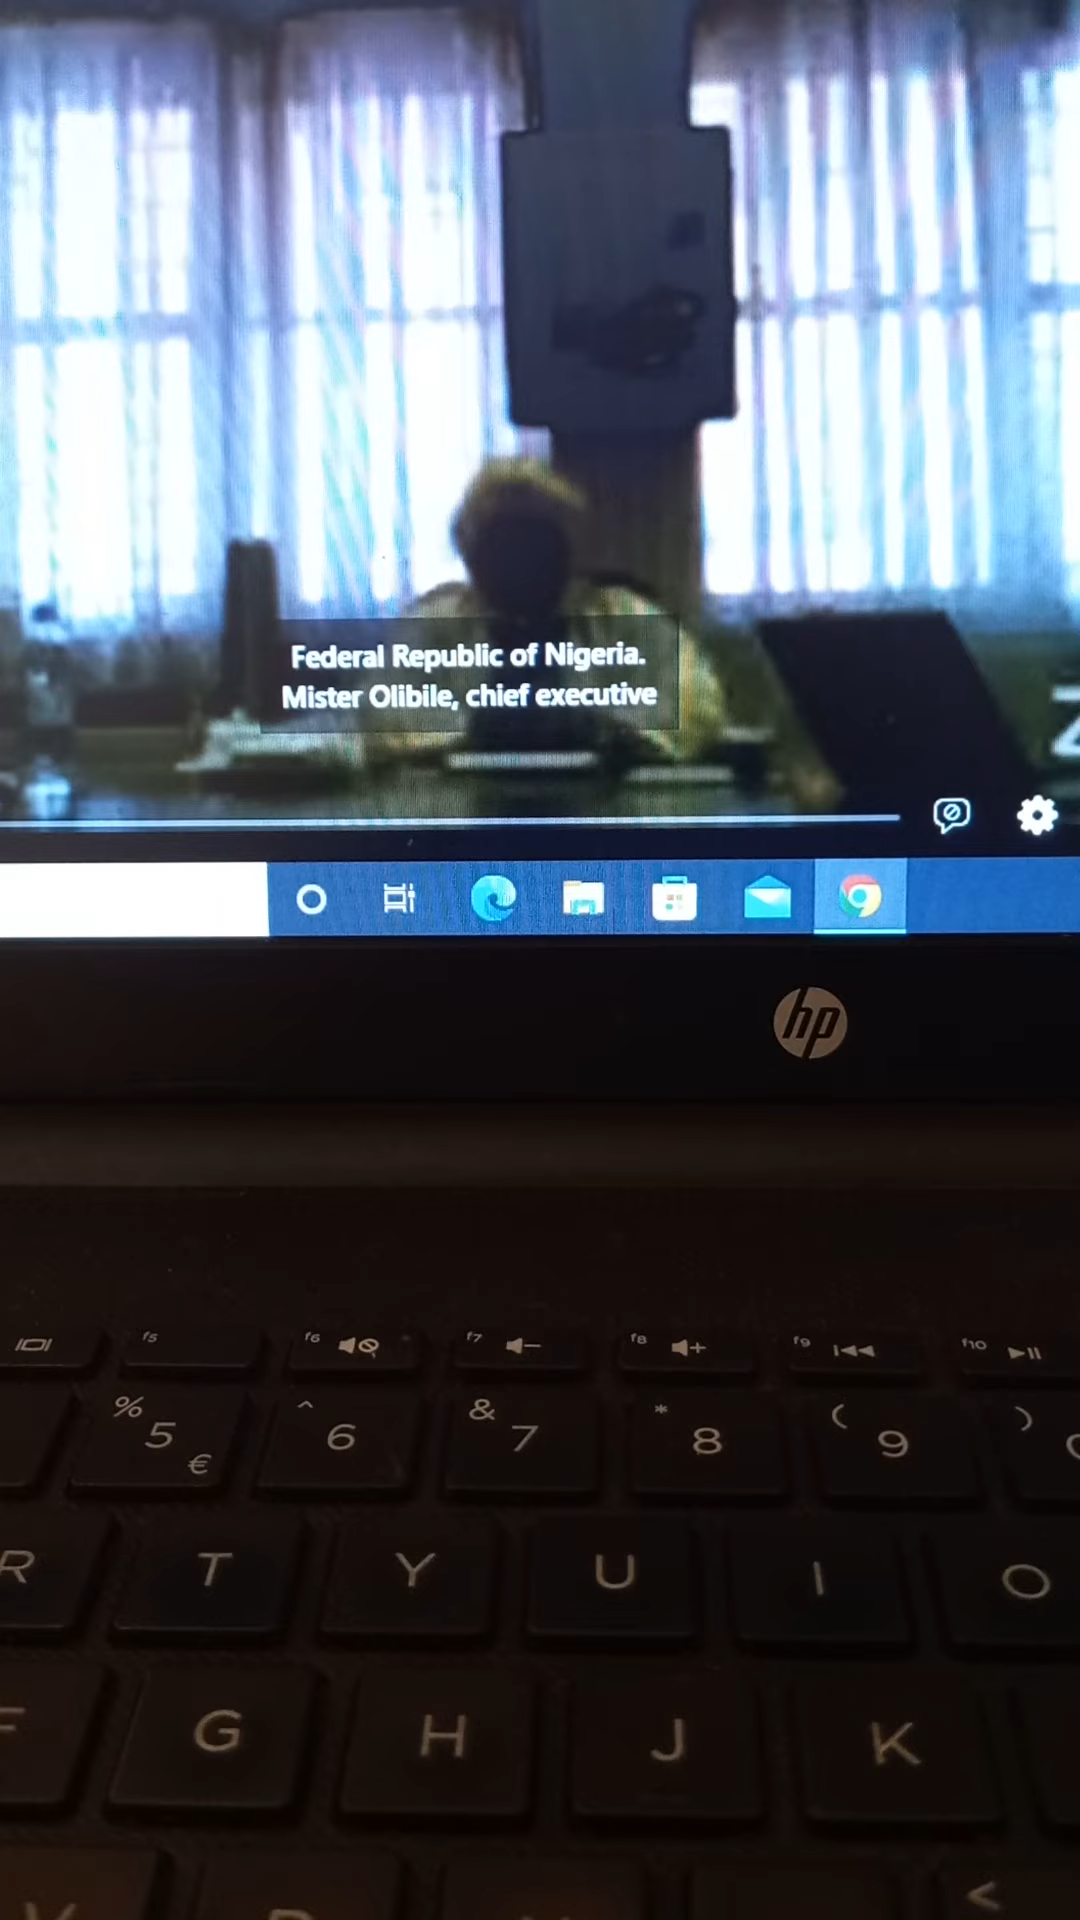 Federal Republic of Nigeria.
Mister Olibile, chief executive
hp
f5 f6 f7 f8 f9 f10
% 5 € ^ 6 & 7 * 8 ( 9 )
R T Y U I O
F G H J K
<